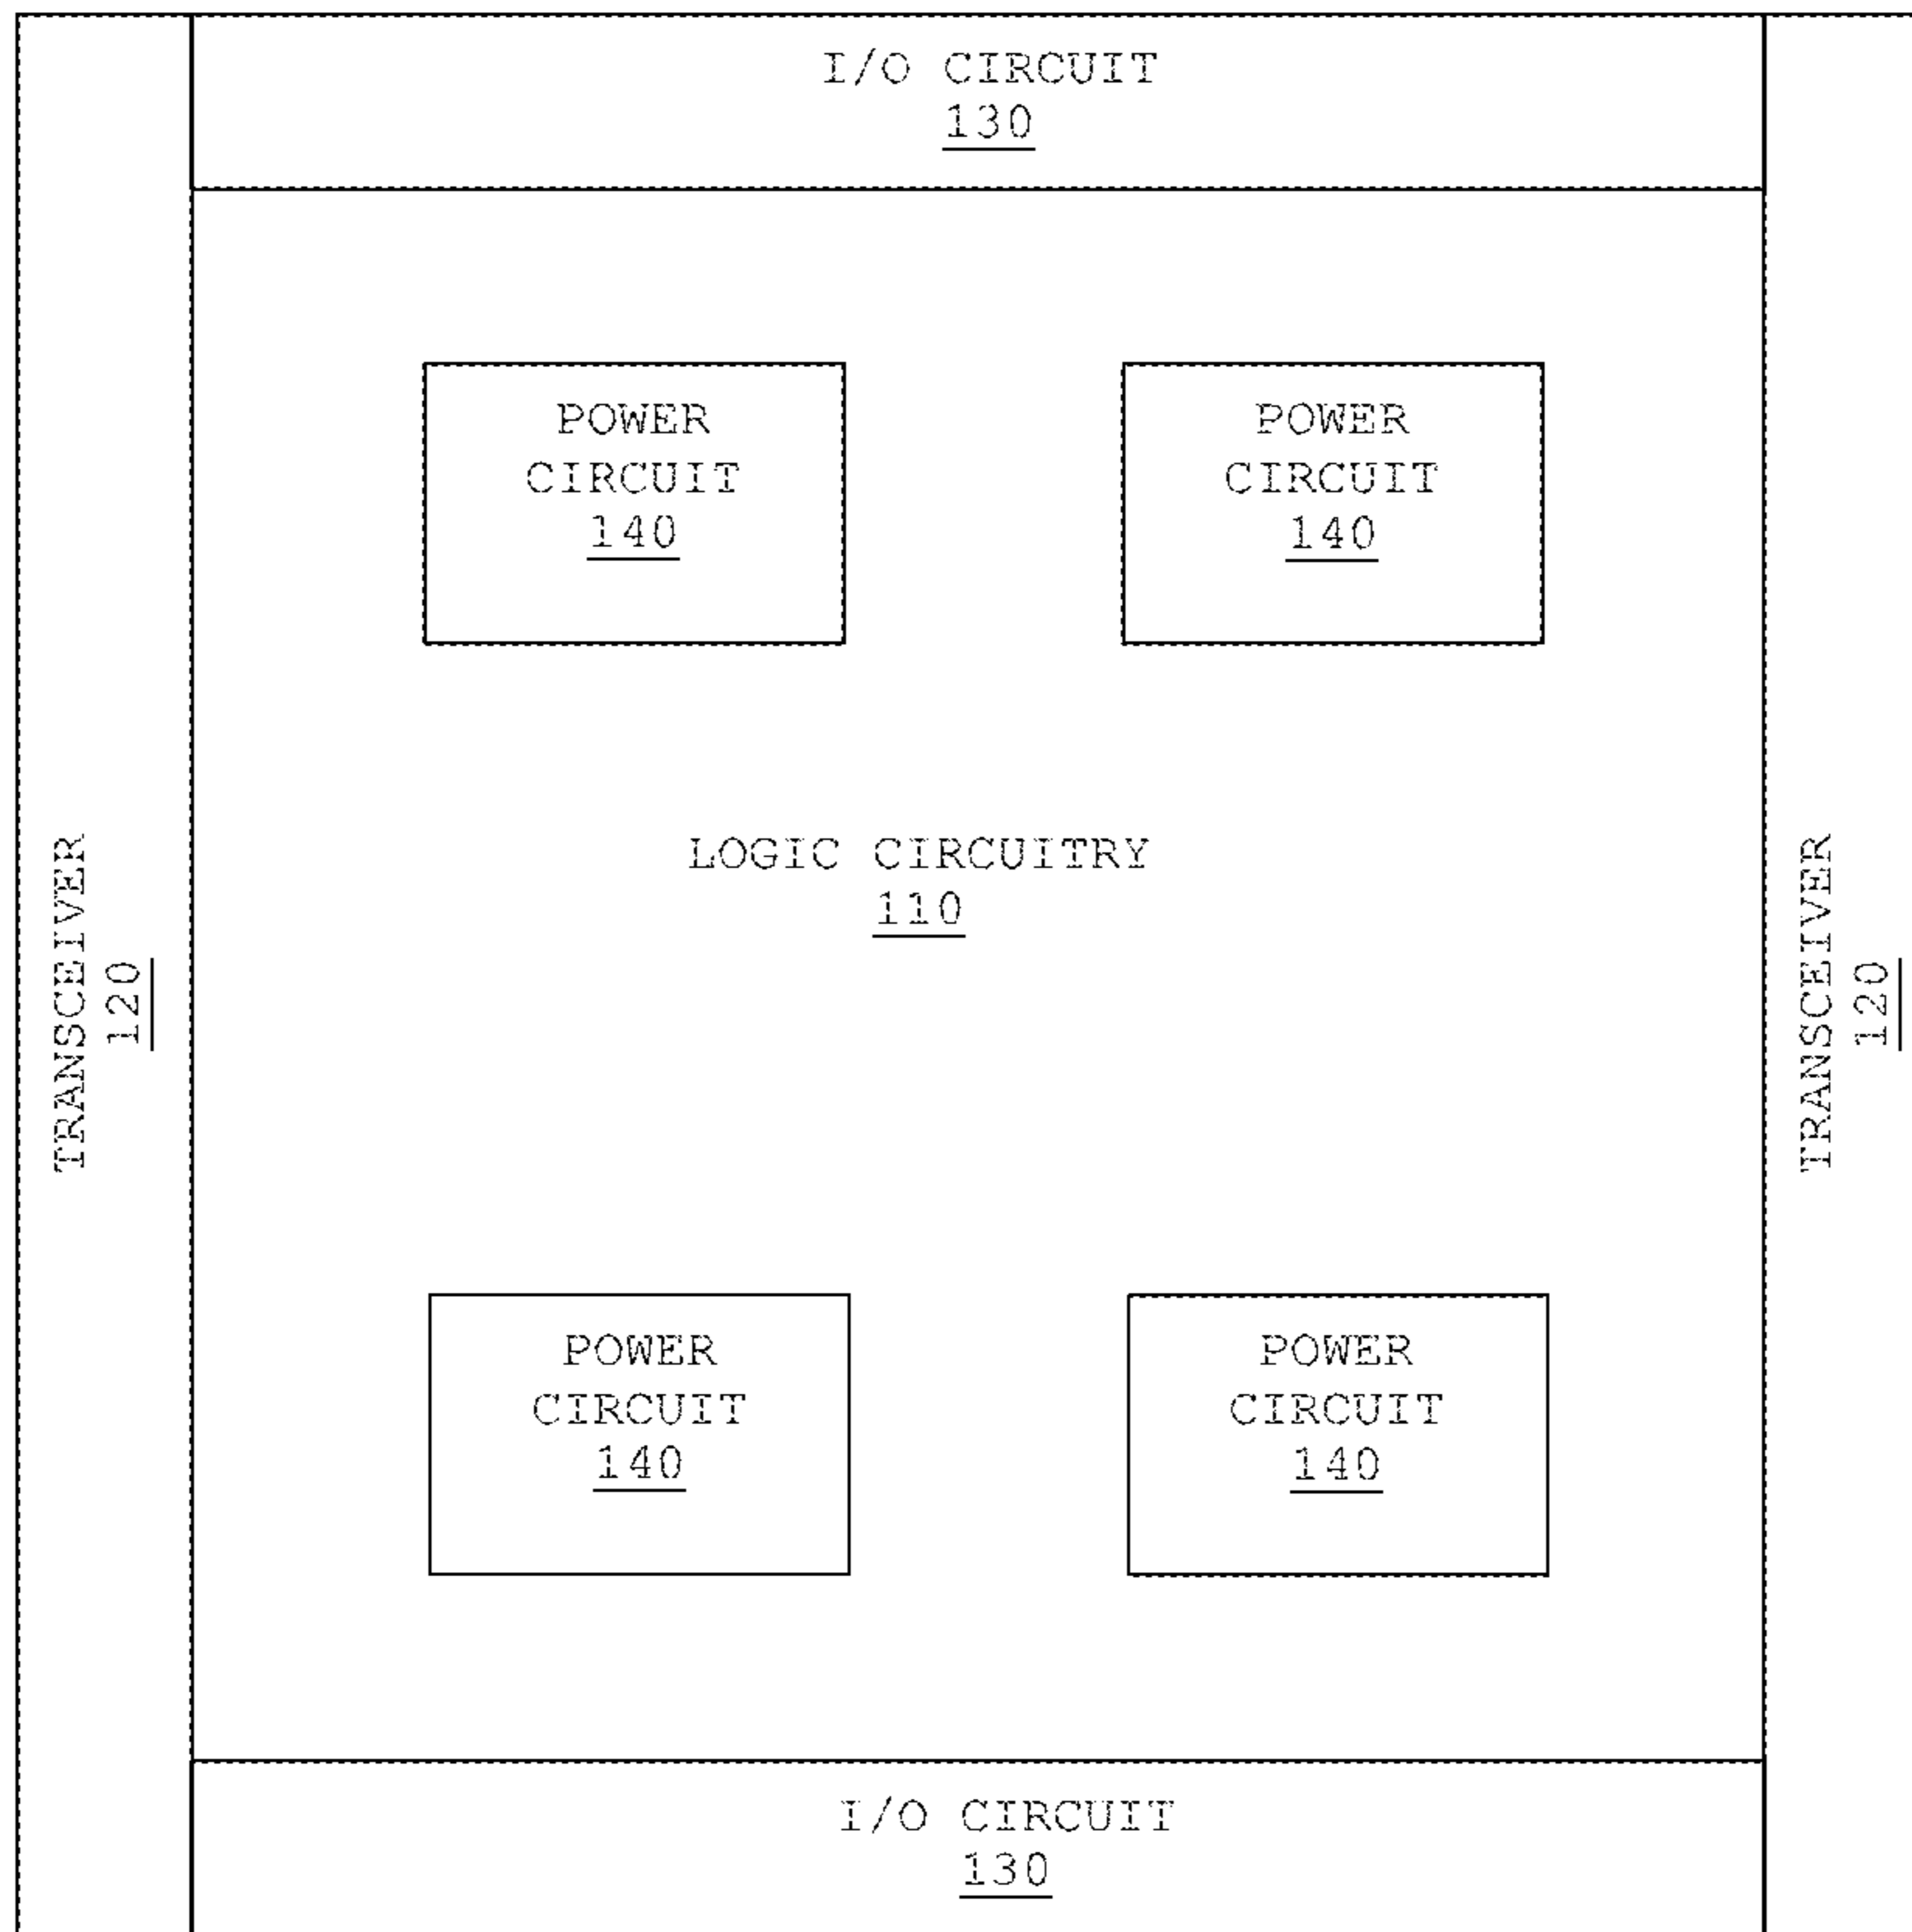 I/O CIRCUIT
130
POWER
CIRCUIT
140
POWER
CIRCUIT
140
TRANSCEIVER
120
LOGIC CIRCUITRY
110
TRANSCEIVER
120
POWER
CIRCUIT
140
POWER
CIRCUIT
140
I/O CIRCUIT
130